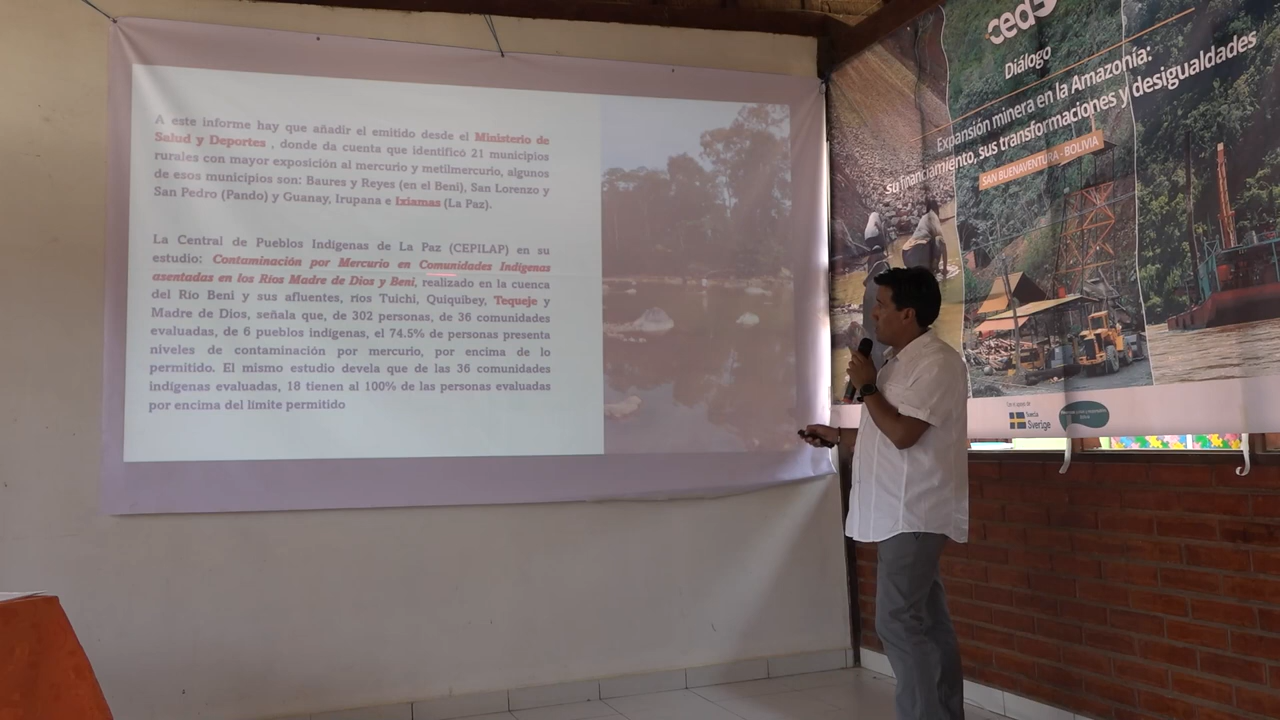 A este informe hay que añadir el emitido desde el Ministerio de
Salud y Deportes , donde da cuenta que identificó 21 municipios
rurales con mayor exposición al mercurio y metilmercurio, algunos
de esos municipios son: Baures y Reyes (en el Beni), San Lorenzo y
San Pedro (Pando) y Guanay, Irupana e Ixiamas (La Paz).
La Central de Pueblos Indígenas de La Paz (CEPILAP) en su
estudio: Contaminación por Mercurio en Comunidades Indígenas
asentadas en los Ríos Madre de Dios y Beni, realizado en la cuenca
del Río Beni y sus afluentes, ríos Tuichi, Quiquibey, Tequeje y
Madre de Dios, señala que, de 302 personas, de 36 comunidades
evaluadas, de 6 pueblos indígenas, el 74.5% de personas presenta
niveles de contaminación por mercurio, por encima de lo
permitido. El mismo estudio devela que de las 36 comunidades
indígenas evaluadas, 18 tienen al 100% de las personas evaluadas
por encima del límite permitido
Diálogo
Expansión minera en la Amazonía:
su financiamiento, sus transformaciones y desigualdades
SAN BUENAVENTURA - BOLIVIA
Con el apoyo de:
Suecia
Sverige